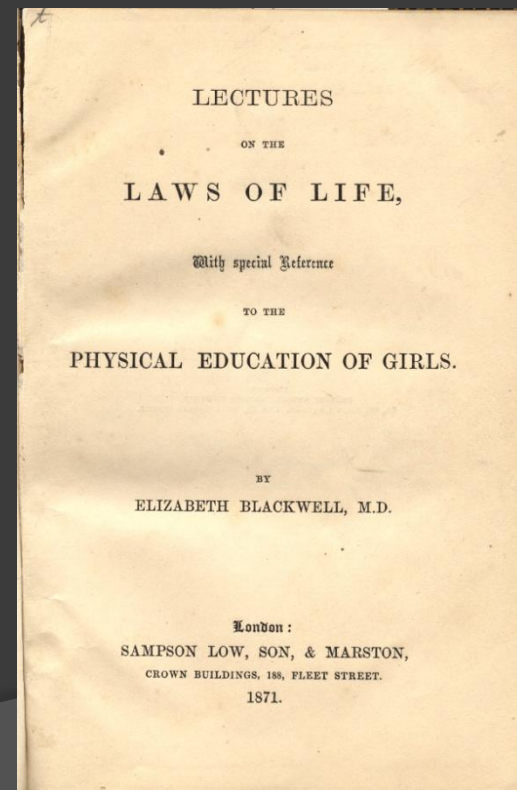 LECTURES
ON THE
LAWS OF LIFE,
With special Reference
TO THE
PHYSICAL EDUCATION OF GIRLS.
BY
ELIZABETH BLACKWELL, M.D.
London:
SAMPSON LOW, SON, & MARSTON,
CROWN BUILDINGS, 188, FLEET STREET.
1871.